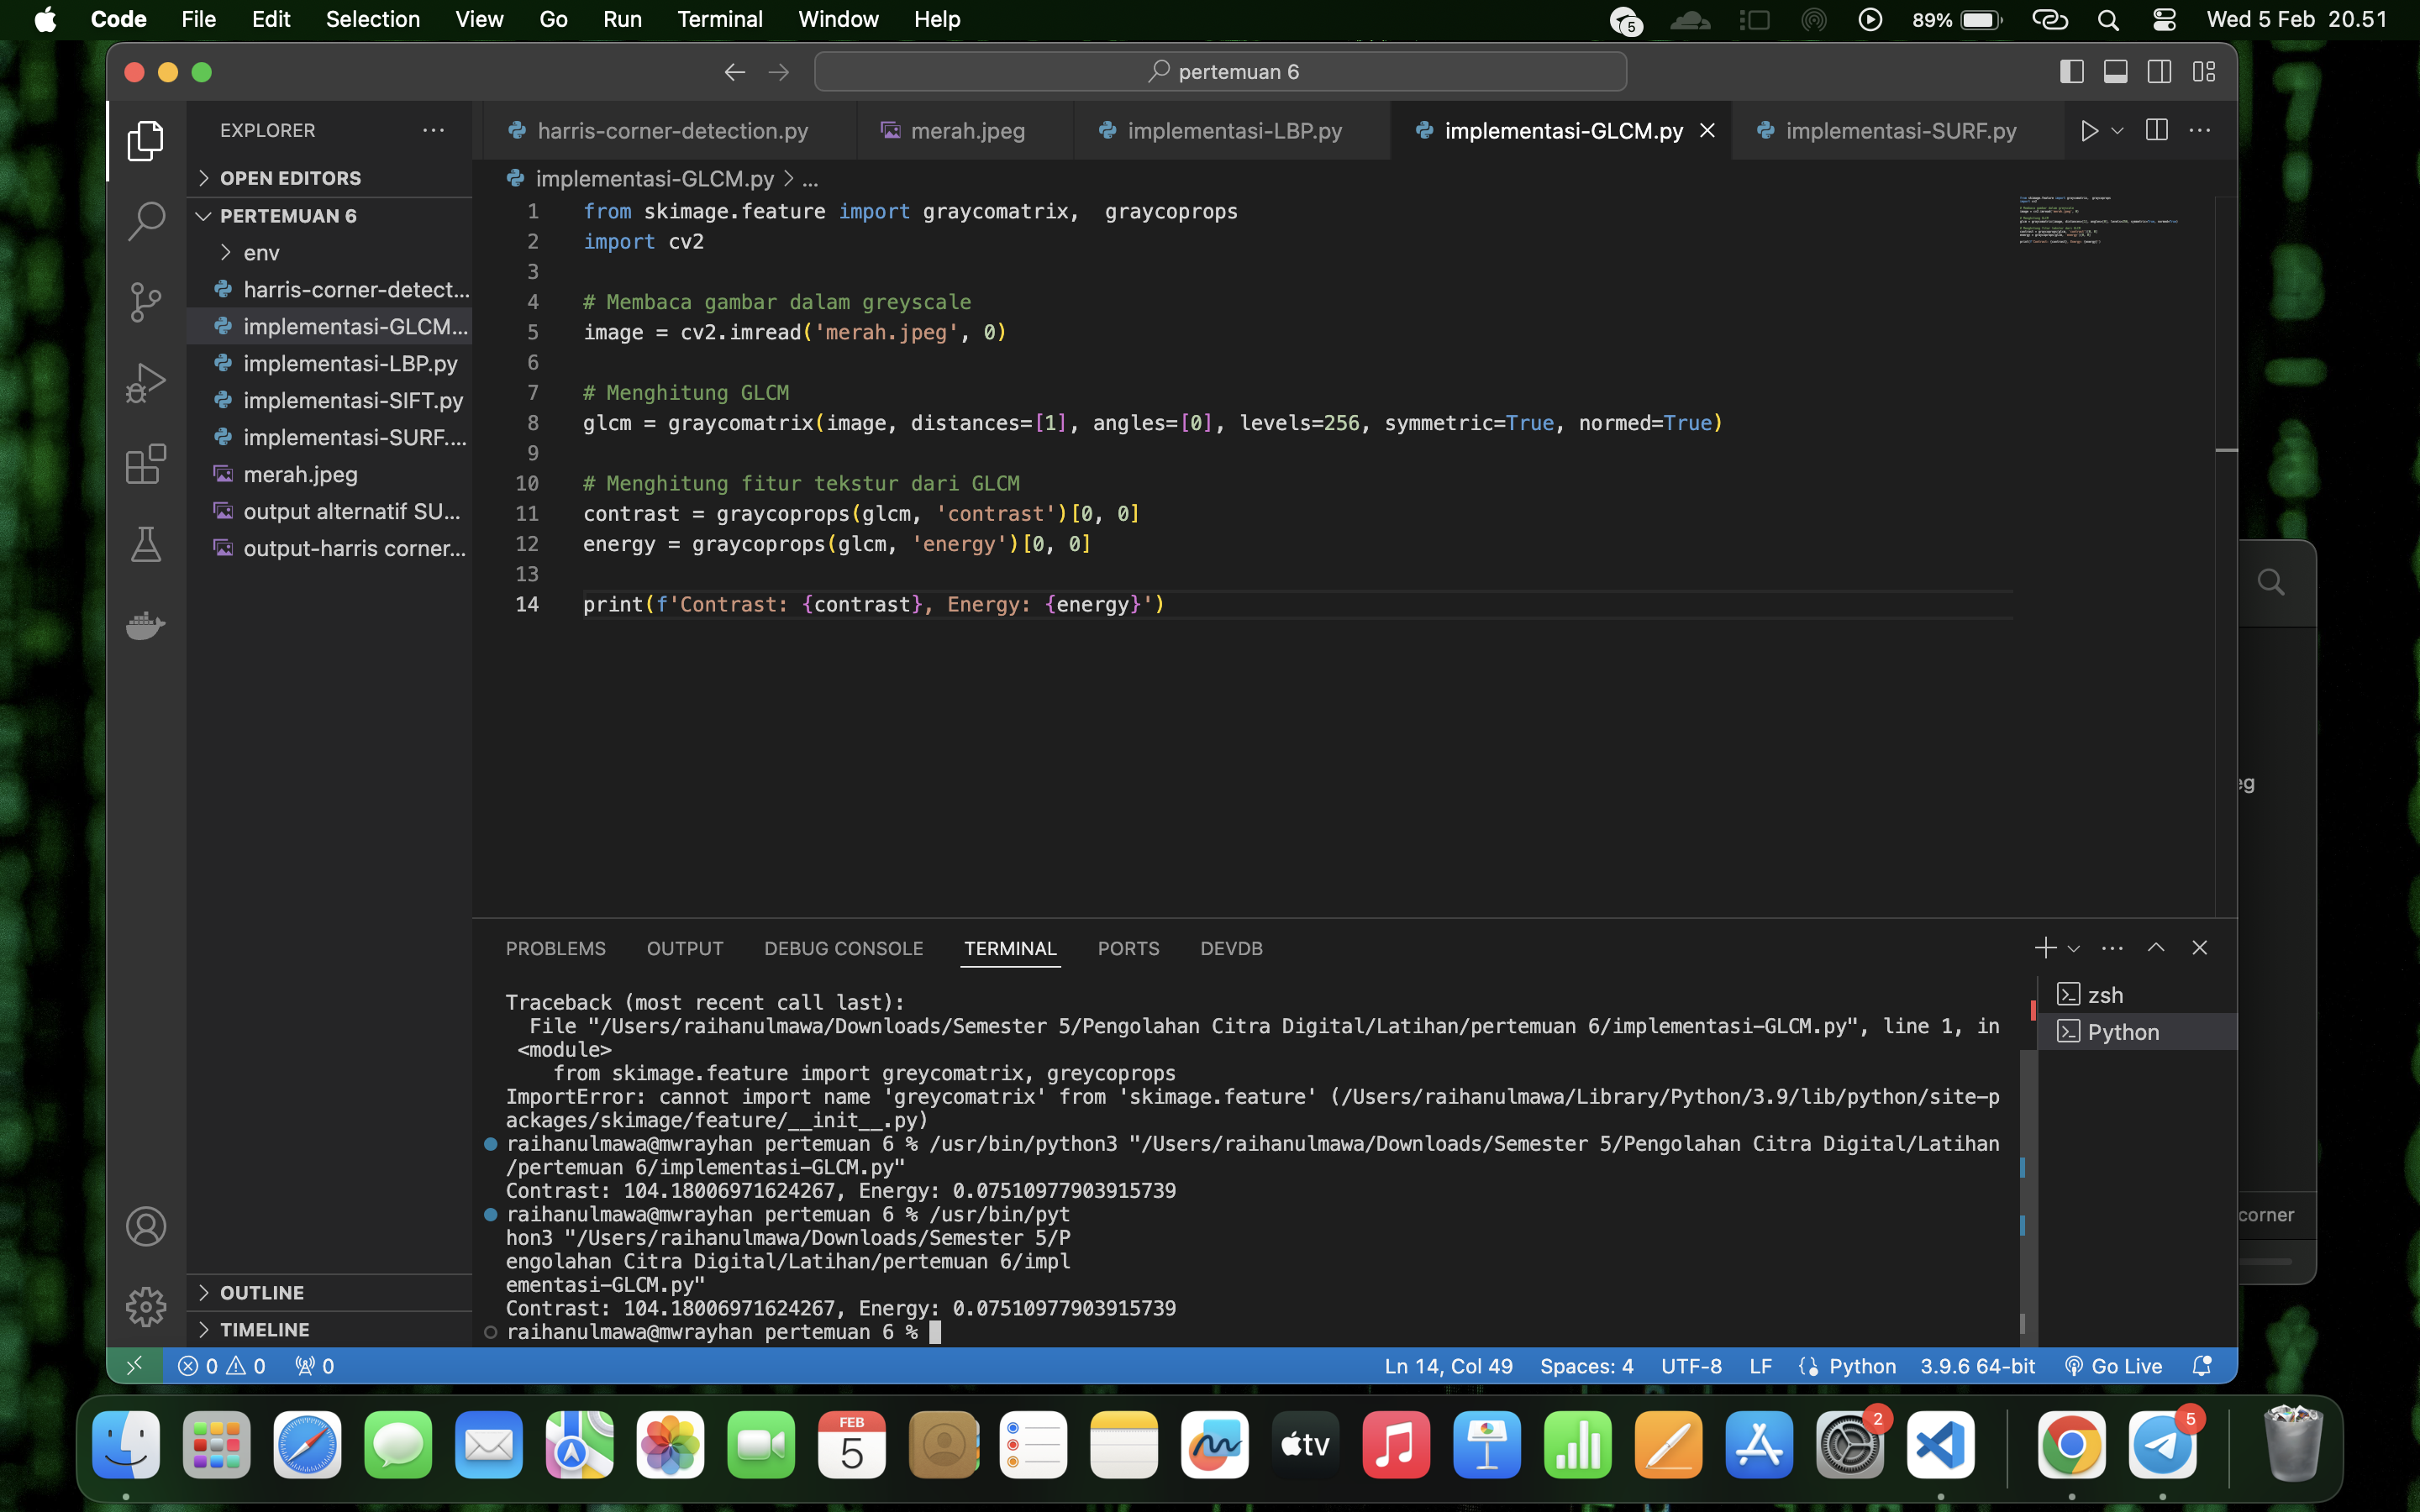 Code File Edit Selection View Go Run Terminal Window Help
5 89% Wed 5 Feb 20.51
pertemuan 6
EXPLORER
OPEN EDITORS
PERTEMUAN 6
env
harris-corner-detect...
implementasi-GLCM...
implementasi-LBP.py
implementasi-SIFT.py
implementasi-SURF....
merah.jpeg
output alternatif SU...
output-harris corner...
OUTLINE
TIMELINE
harris-corner-detection.py merah.jpeg implementasi-LBP.py implementasi-GLCM.py implementasi-SURF.py
implementasi-GLCM.py > ...
1 from skimage.feature import graycomatrix,  graycoprops
2 import cv2
3
4 # Membaca gambar dalam greyscale
5 image = cv2.imread('merah.jpeg', 0)
6
7 # Menghitung GLCM
8 glcm = graycomatrix(image, distances=[1], angles=[0], levels=256, symmetric=True, normed=True)
9
10 # Menghitung fitur tekstur dari GLCM
11 contrast = graycoprops(glcm, 'contrast')[0, 0]
12 energy = graycoprops(glcm, 'energy')[0, 0]
13
14 print(f'Contrast: {contrast}, Energy: {energy}')
PROBLEMS OUTPUT DEBUG CONSOLE TERMINAL PORTS DEVDB
Traceback (most recent call last):
File "/Users/raihanulmawa/Downloads/Semester 5/Pengolahan Citra Digital/Latihan/pertemuan 6/implementasi-GLCM.py", line 1, in
<module>
from skimage.feature import greycomatrix, greycoprops
ImportError: cannot import name 'greycomatrix' from 'skimage.feature' (/Users/raihanulmawa/Library/Python/3.9/lib/python/site-p
ackages/skimage/feature/__init__.py)
raihanulmawa@mwrayhan pertemuan 6 % /usr/bin/python3 "/Users/raihanulmawa/Downloads/Semester 5/Pengolahan Citra Digital/Latihan
/pertemuan 6/implementasi-GLCM.py"
Contrast: 104.18006971624267, Energy: 0.07510977903915739
raihanulmawa@mwrayhan pertemuan 6 % /usr/bin/pyt
hon3 "/Users/raihanulmawa/Downloads/Semester 5/P
engolahan Citra Digital/Latihan/pertemuan 6/impl
ementasi-GLCM.py"
Contrast: 104.18006971624267, Energy: 0.07510977903915739
raihanulmawa@mwrayhan pertemuan 6 %
zsh
Python
eg
corner
0 0 0
Ln 14, Col 49 Spaces: 4 UTF-8 LF Python 3.9.6 64-bit Go Live
FEB
5
tv
2
5